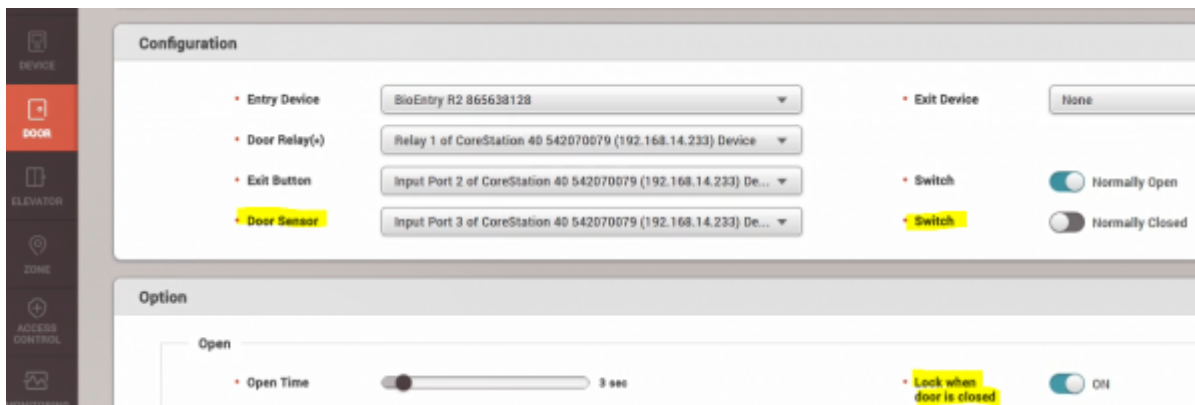 DEVICE
DOOR
ELEVATOR
ZONE
ACCESS
CONTROL
Configuration
Entry Device BioEntry R2 865638128 Exit Device None
Door Relay(*) Relay 1 of CoreStation 40 542070079 (192.168.14.233) Device
Exit Button Input Port 2 of CoreStation 40 542070079 (192.168.14.233) De... Switch Normally Open
Door Sensor Input Port 3 of CoreStation 40 542070079 (192.168.14.233) De... Switch Normally Closed
Option
Open
Open Time 3 sec Lock when
door is closed ON